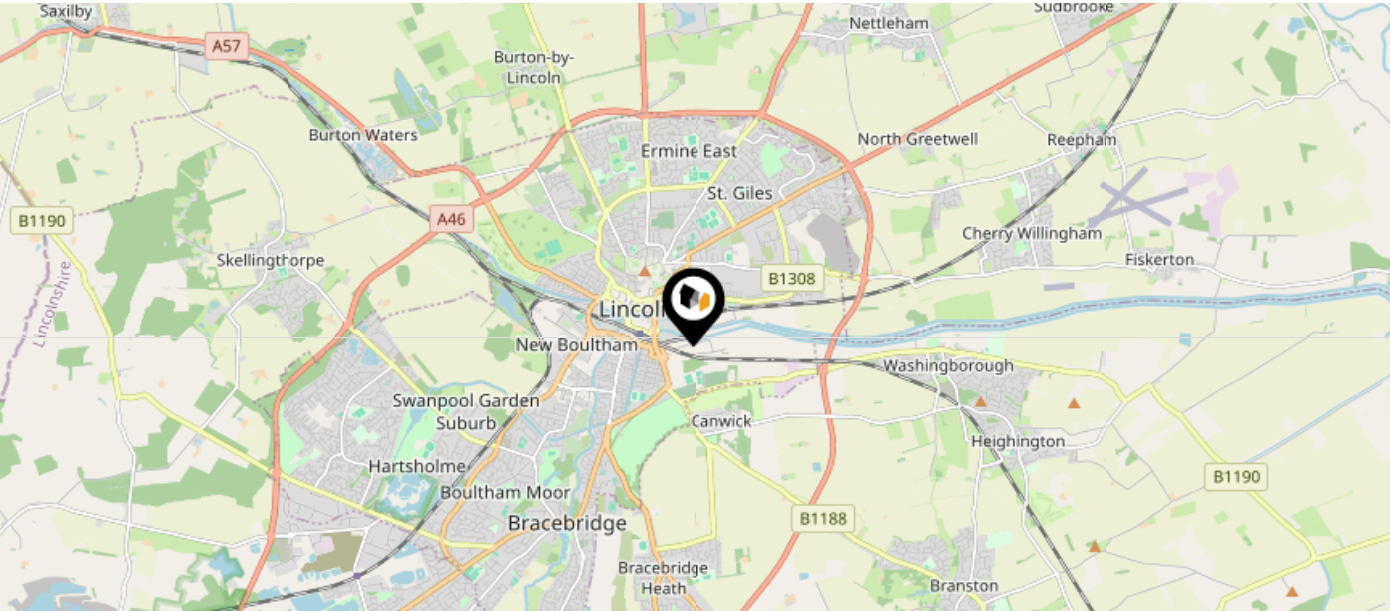 Saxilby
Sudbrooke
Nettleham
A57
Burton-by-
Lincoln
Burton Waters
Ermine East
North Greetwell
Reepham
St. Giles
B1190
A46
Cherry Willingham
Skellingthorpe
Fiskerton
B1308
Lincolnshire
Lincol
New Boultham
Washingborough
Swanpool Garden
Suburb
Canwick
Heighington
Hartsholme
B1190
Boultham Moor
B1188
Bracebridge
Bracebridge
Heath
Branston